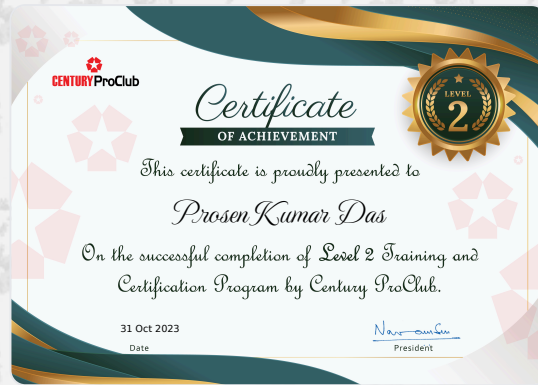 CENTURY ProClub
Certificate
OF ACHIEVEMENT
LEVEL
2
This certificate is proudly presented to
Prosen Kumar Das
On the successful completion of Level 2 Training and
Certification Program by Century ProClub.
31 Oct 2023
Date
President